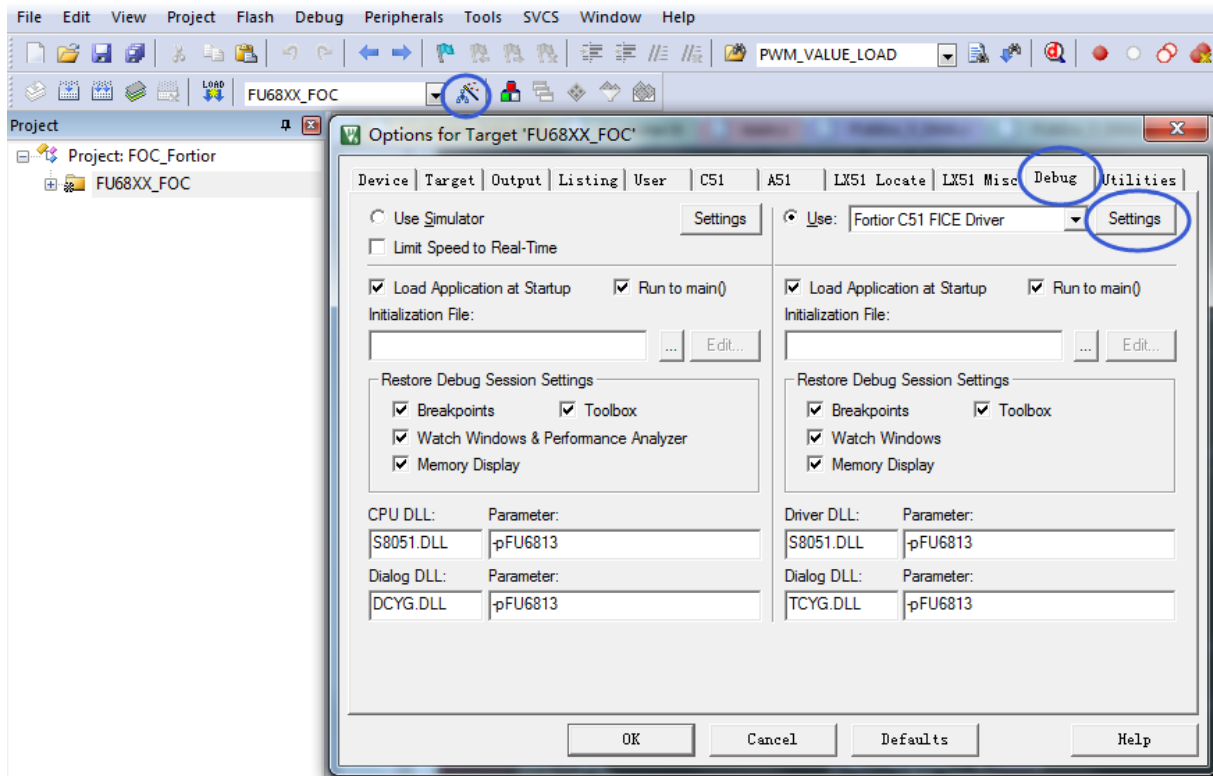 File Edit View Project Flash Debug Peripherals Tools SVCS Window Help
PWM_VALUE_LOAD
LOAD FU68XX_FOC
Project
Project: FOC_Fortior
FU68XX_FOC
Options for Target 'FU68XX_FOC'
Device Target Output Listing User C51 A51 LX51 Locate LX51 Misc Debug Utilities
Use Simulator Settings Use: Fortior C51 FICE Driver Settings
Limit Speed to Real-Time
Load Application at Startup Run to main() Load Application at Startup Run to main()
Initialization File: Initialization File:
... Edit... ... Edit...
Restore Debug Session Settings Restore Debug Session Settings
Breakpoints Toolbox Breakpoints Toolbox
Watch Windows & Performance Analyzer Watch Windows
Memory Display Memory Display
CPU DLL: Parameter: Driver DLL: Parameter:
S8051.DLL -pFU6813 S8051.DLL -pFU6813
Dialog DLL: Parameter: Dialog DLL: Parameter:
DCYG.DLL -pFU6813 TCYG.DLL -pFU6813
OK Cancel Defaults Help